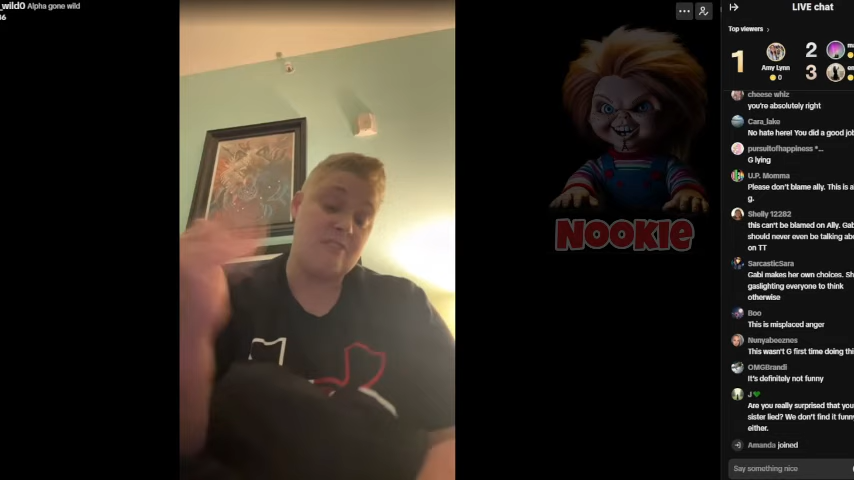 _wild0 Alpha gone wild
36
NOOKIE
LIVE chat
Top viewers
1
Amy Lynn
0
2
3
cheese whiz
you're absolutely right
Cara_lake
No hate here! You did a good job
pursuitofhappiness *...
G lying
U.P. Momma
Please don't blame ally. This is a
g.
Shelly 12282
this can't be blamed on Ally. Gab
should never even be talking abo
on TT
SarcasticSara
Gabi makes her own choices. Sh
gaslighting everyone to think
otherwise
Boo
This is misplaced anger
Nunyabeeznes
This wasn't G first time doing thi
OMGBrandi
It's definitely not funny
J
Are you really surprised that you
sister lied? We don't find it funny
either.
Amanda joined
Say something nice